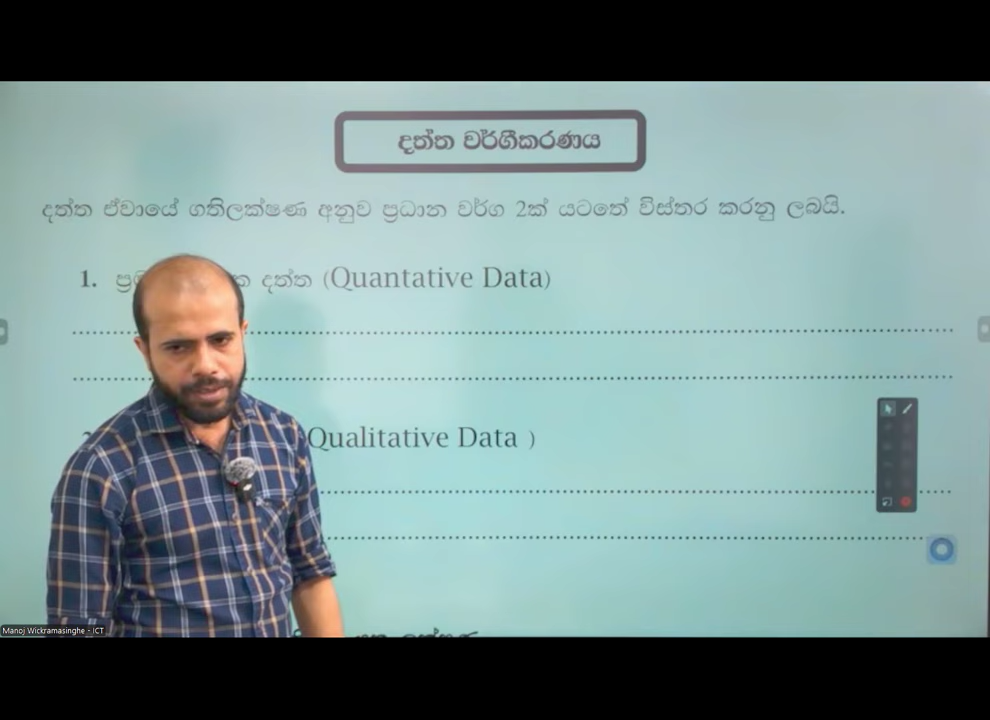 දත්ත වර්ගීකරණය
දත්ත ඒවායේ ගතිලක්ෂණ අනුව ප්‍රධාන වර්ග 2ක් යටතේ විස්තර කරනු ලබයි.
1. දත්ත (Quantative Data)
Qualitative Data )
Manoj Wickramasinghe - ICT